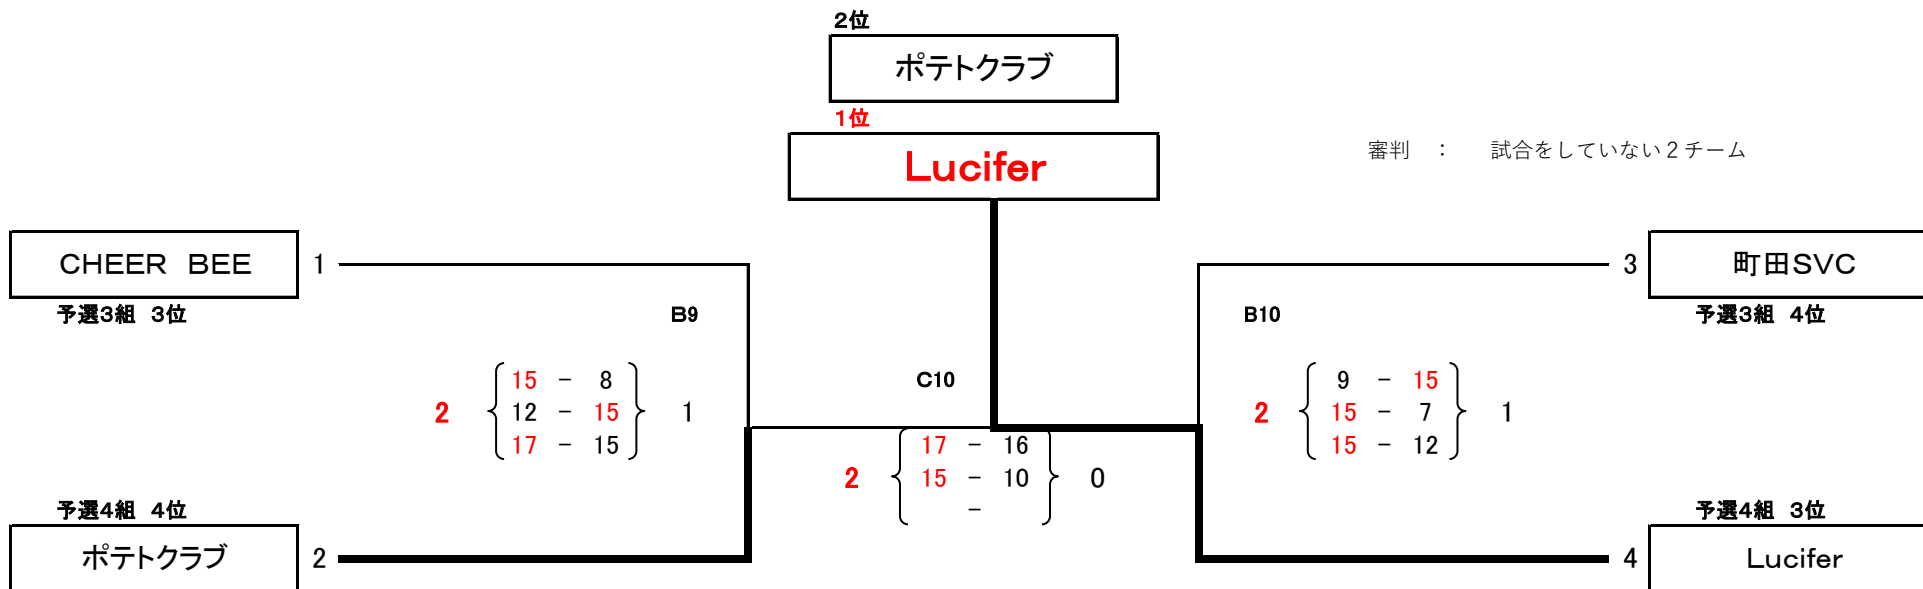 2位
ポテトクラブ
1位
Lucifer
審判　：　試合をしていない２チーム
CHEER　BEE 1
予選3組　3位
3 町田SVC
予選3組　4位
B9
B10
C10
15 － 8
2 12 － 15 1
17 － 15
9 － 15
2 15 － 7 1
15 － 12
17 － 16
2 15 － 10 0
－
予選4組　4位
ポテトクラブ 2
予選4組　3位
4 Lucifer